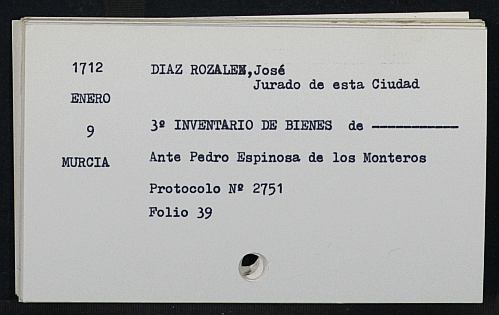 1712 DIAZ ROZALEN, José
Jurado de esta Ciudad
ENERO
9 3º INVENTARIO DE BIENES de -----------
MURCIA Ante Pedro Espinosa de los Monteros
Protocolo Nº 2751
Folio 39